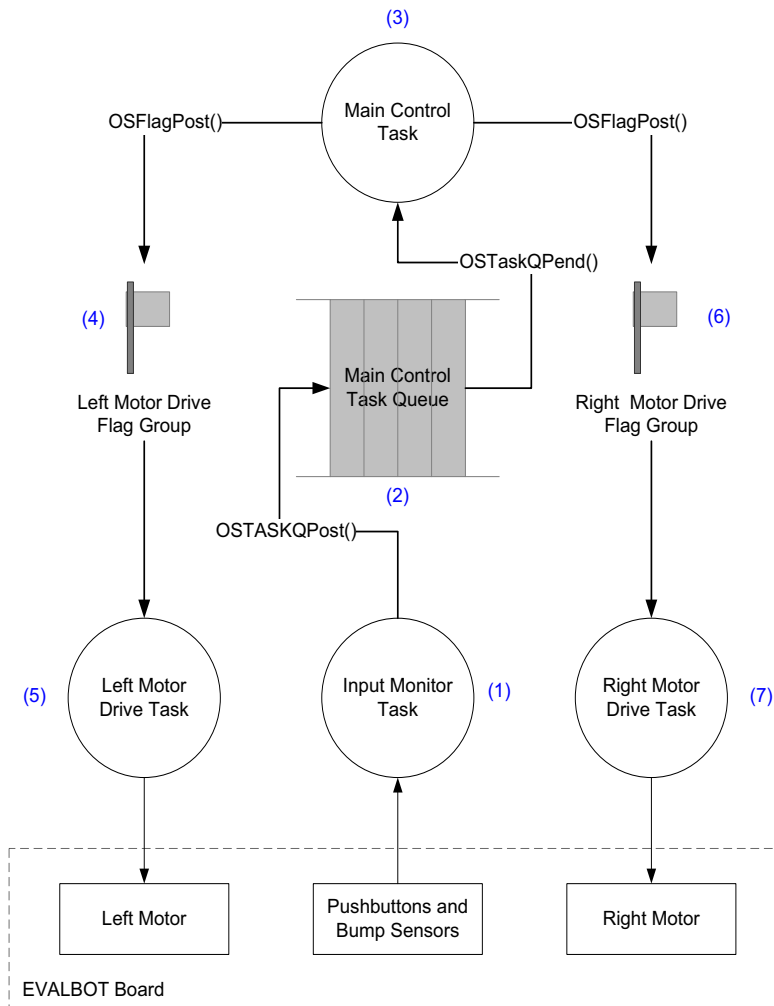 (3)
Main Control
Task
OSFlagPost()
OSFlagPost()
OSTaskQPend()
(4)
(6)
Main Control
Task Queue
Left Motor Drive
Flag Group
Right Motor Drive
Flag Group
(2)
OSTASKQPost()
(5)
Left Motor
Drive Task
Input Monitor
Task
(1)
Right Motor
Drive Task
(7)
Left Motor
Pushbuttons and
Bump Sensors
Right Motor
EVALBOT Board